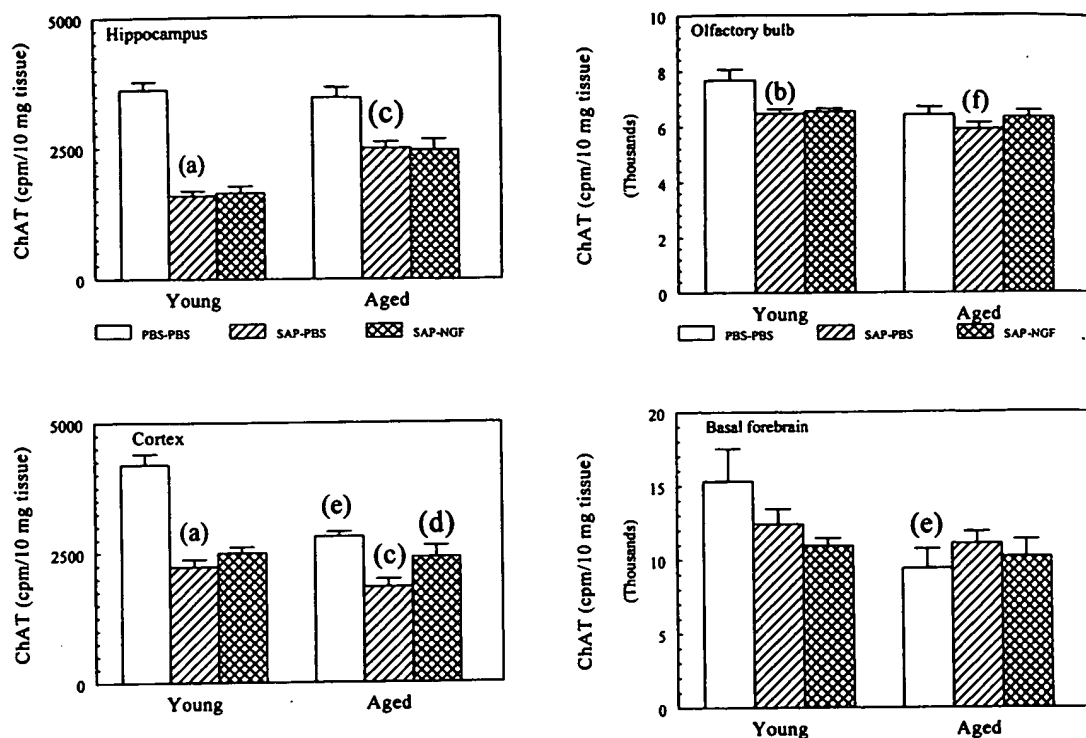 Hippocampus
ChAT (cpm/10 mg tissue)
5000
2500
0
(a)
(c)
Young Aged
PBS-PBS SAP-PBS SAP-NGF
Olfactory bulb
ChAT (cpm/10 mg tissue)
(Thousands)
10
8
6
4
2
0
(b)
(f)
Young Aged
PBS-PBS SAP-PBS SAP-NGF
Cortex
ChAT (cpm/10 mg tissue)
5000
2500
0
(a)
(e)
(c)
(d)
Young Aged
Basal forebrain
ChAT (cpm/10 mg tissue)
(Thousands)
20
15
10
5
0
(e)
Young Aged